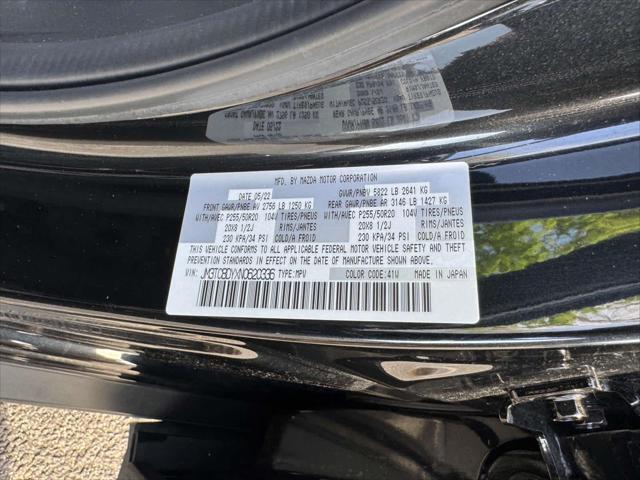 MFG. BY MAZDA MOTOR CORPORATION
DATE 05/22 GVWR/PNBV 5822 LB 2641 KG
FRONT GAWR/PNBE AV 2756 LB 1250 KG REAR GAWR/PNBE AR 3146 LB 1427 KG
WITH/AVEC P255/50R20 104V TIRES/PNEUS WITH/AVEC P255/50R20 104V TIRES/PNEUS
20X8 1/2J RIMS/JANTES 20X8 1/2J RIMS/JANTES
230 KPA/34 PSI COLD/A FROID 230 KPA/34 PSI COLD/A FROID
THIS VEHICLE CONFORMS TO ALL APPLICABLE FEDERAL MOTOR VEHICLE SAFETY AND THEFT
PREVENTION STANDARDS IN EFFECT ON THE DATE OF MANUFACTURE SHOWN ABOVE.
VIN: JM3TCBDYXN0620336 TYPE:MPV COLOR CODE:41W MADE IN JAPAN